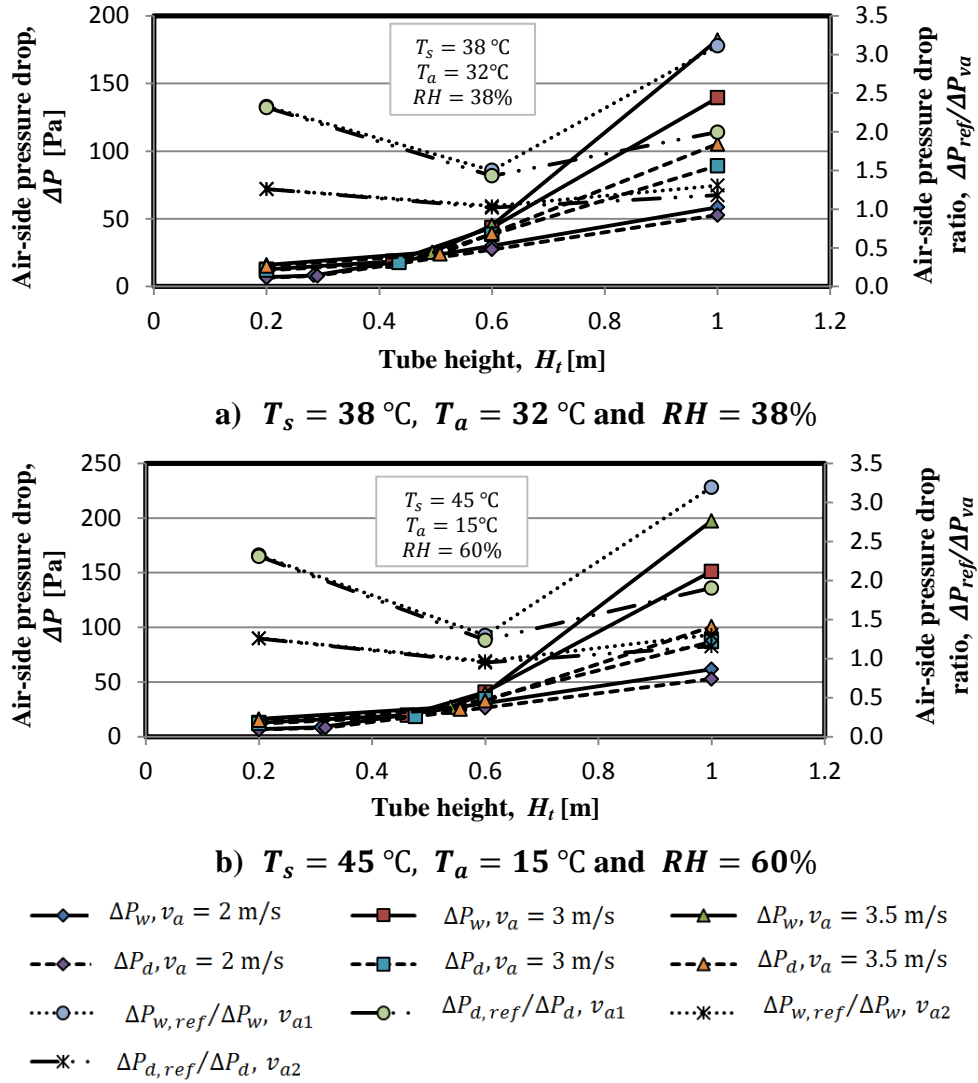 Air-side pressure drop,
ΔP [Pa]
200
150
100
50
0
T_s = 38 °C
T_a = 32°C
RH = 38%
3.5
3.0
2.5
2.0
1.5
1.0
0.5
0.0
Air-side pressure drop
ratio, ΔP_ref/ΔP_va
0 0.2 0.4 0.6 0.8 1 1.2
Tube height, H_t [m]
a) T_s = 38 °C, T_a = 32 °C and RH = 38%
Air-side pressure drop,
ΔP [Pa]
250
200
150
100
50
0
T_s = 45 °C
T_a = 15°C
RH = 60%
3.5
3.0
2.5
2.0
1.5
1.0
0.5
0.0
Air-side pressure drop
ratio, ΔP_ref/ΔP_va
0 0.2 0.4 0.6 0.8 1 1.2
Tube height, H_t [m]
b) T_s = 45 °C, T_a = 15 °C and RH = 60%
ΔP_w, v_a = 2 m/s ΔP_w, v_a = 3 m/s ΔP_w, v_a = 3.5 m/s
ΔP_d, v_a = 2 m/s ΔP_d, v_a = 3 m/s ΔP_d, v_a = 3.5 m/s
ΔP_w,ref/ΔP_w, v_a1 ΔP_d,ref/ΔP_d, v_a1 ΔP_w,ref/ΔP_w, v_a2
ΔP_d,ref/ΔP_d, v_a2